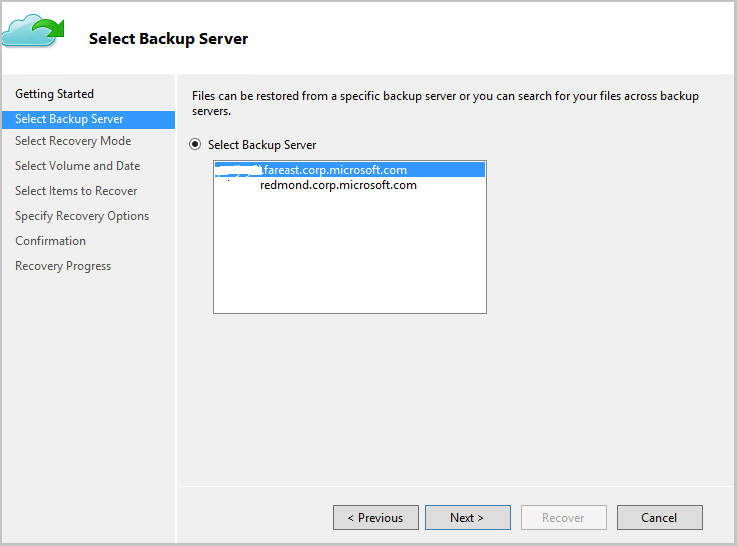 Select Backup Server
Getting Started
Select Backup Server
Select Recovery Mode
Select Volume and Date
Select Items to Recover
Specify Recovery Options
Confirmation
Recovery Progress
Files can be restored from a specific backup server or you can search for your files across backup
servers.
Select Backup Server
.fareast.corp.microsoft.com
redmond.corp.microsoft.com
< Previous
Next >
Recover
Cancel